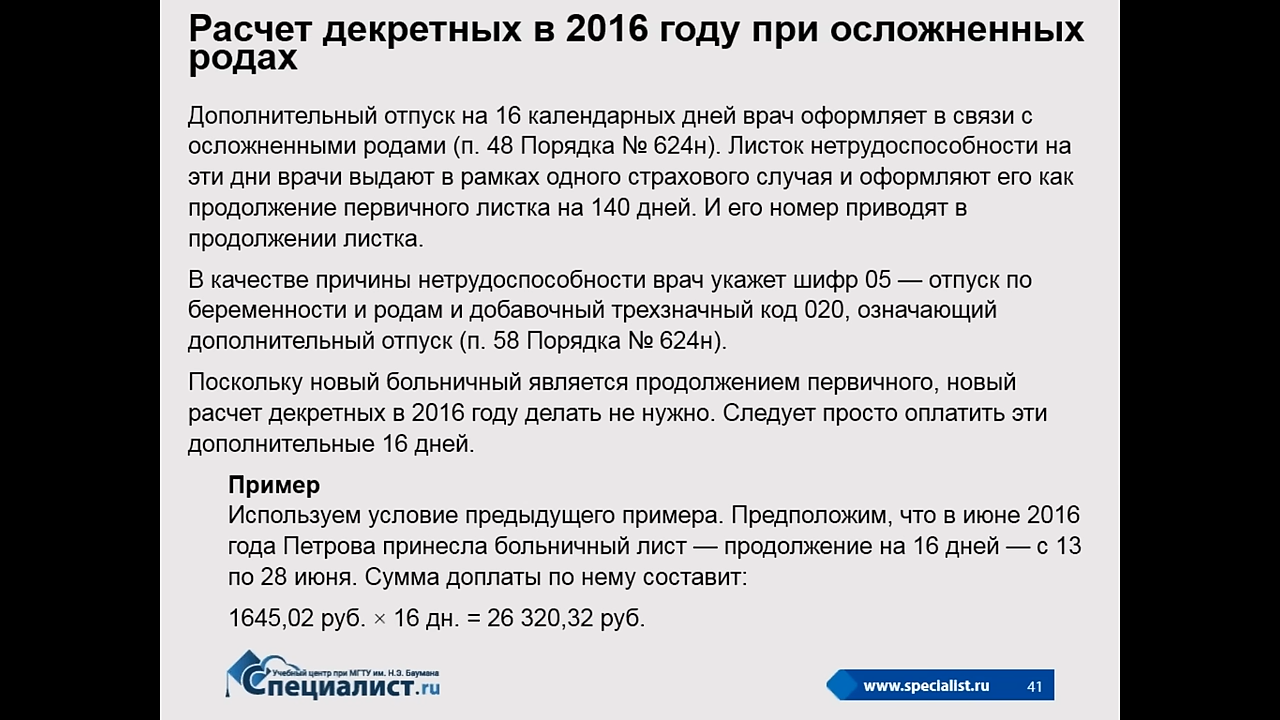 Расчет декретных в 2016 году при осложненных
родах
Дополнительный отпуск на 16 календарных дней врач оформляет в связи с
осложненными родами (п. 48 Порядка № 624н). Листок нетрудоспособности на
эти дни врачи выдают в рамках одного страхового случая и оформляют его как
продолжение первичного листка на 140 дней. И его номер приводят в
продолжении листка.
В качестве причины нетрудоспособности врач укажет шифр 05 — отпуск по
беременности и родам и добавочный трехзначный код 020, означающий
дополнительный отпуск (п. 58 Порядка № 624н).
Поскольку новый больничный является продолжением первичного, новый
расчет декретных в 2016 году делать не нужно. Следует просто оплатить эти
дополнительные 16 дней.
Пример
Используем условие предыдущего примера. Предположим, что в июне 2016
года Петрова принесла больничный лист — продолжение на 16 дней — с 13
по 28 июня. Сумма доплаты по нему составит:
1645,02 руб. × 16 дн. = 26 320,32 руб.
Учебный центр при МГТУ им. Н.Э. Баумана
Специалист.ru
www.specialist.ru 41